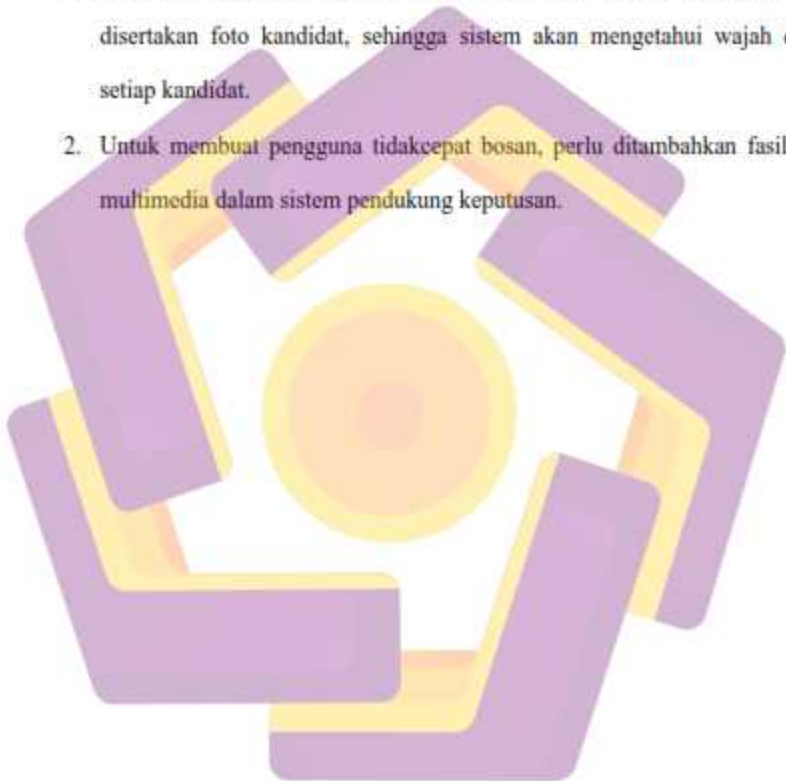 disertakan foto kandidat, sehingga sistem akan mengetahui wajah
setiap kandidat.
2. Untuk membuat pengguna tidakcepat bosan, perlu ditambahkan
multimedia dalam sistem pendukung keputusan.